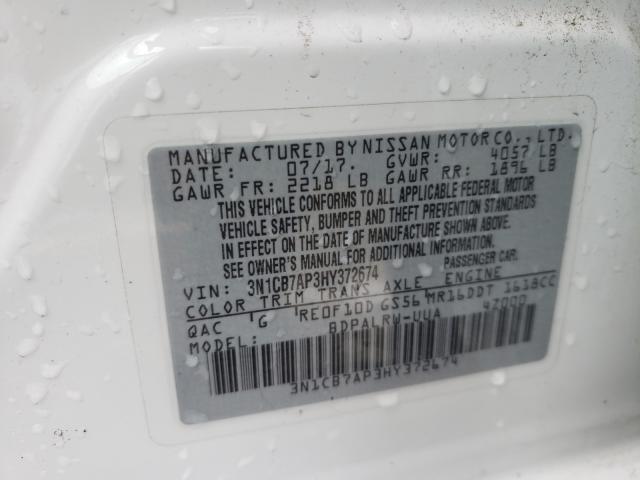 MANUFACTURED BY NISSAN MOTOR CO., LTD.
DATE: 07/17. GVWR: 4057 LB
GAWR FR: 2218 LB GAWR RR: 1896 LB
THIS VEHICLE CONFORMS TO ALL APPLICABLE FEDERAL MOTOR
VEHICLE SAFETY, BUMPER AND THEFT PREVENTION STANDARDS
IN EFFECT ON THE DATE OF MANUFACTURE SHOWN ABOVE.
SEE OWNER'S MANUAL FOR ADDITIONAL INFORMATION.
VIN: 3N1CB7AP3HY372674 PASSENGER CAR.
COLOR TRIM TRANS AXLE ENGINE
QAC 'G 'RE0F10D GS56 MR16DDT 1618CC
MODEL: BDPALRW-UUA 42000
3N1CB7AP3HY372674